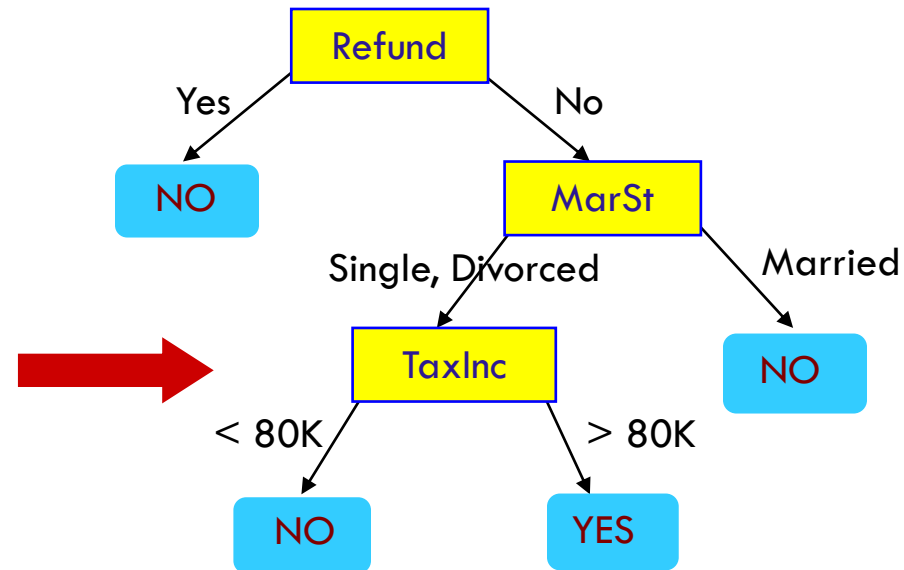 Refund
Yes
No
NO
MarSt
Single, Divorced
Married
TaxInc
NO
< 80K
> 80K
NO
YES